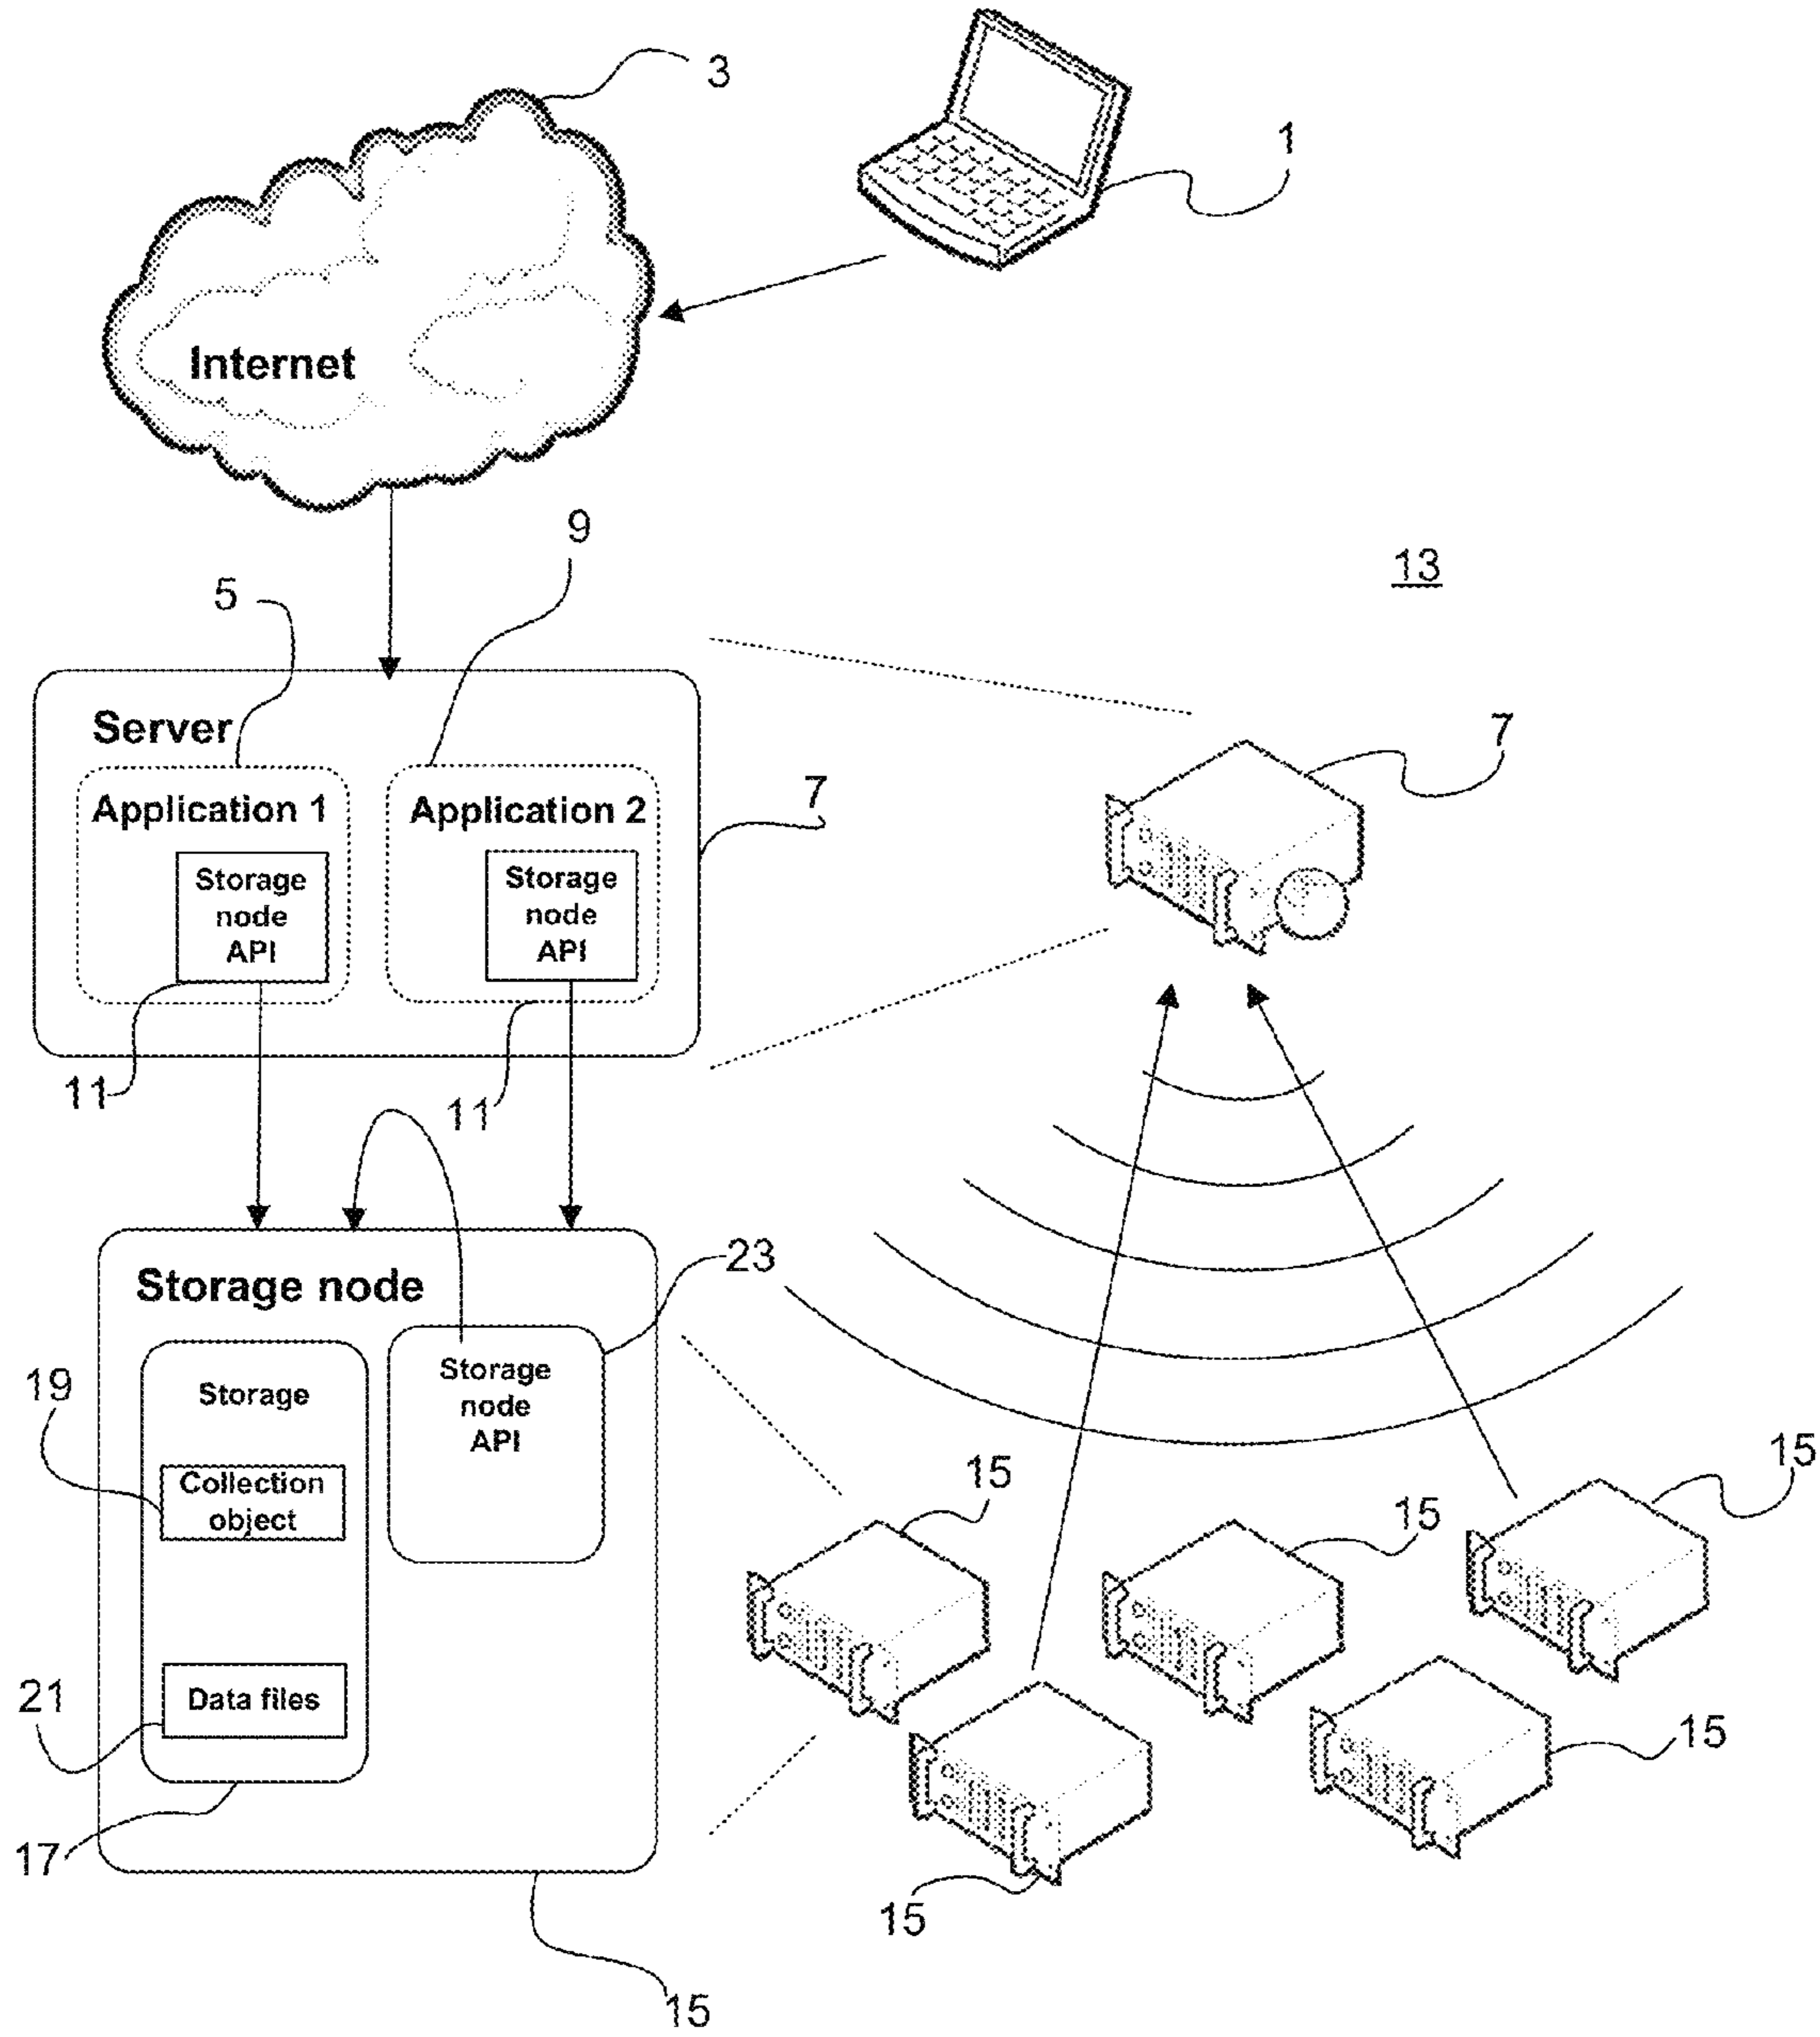 3
1
Internet
9
13
5
Server
7
7
Application 1
Application 2
Storage
node
API
Storage
node
API
11
11
23
Storage node
Storage
node
API
19
Storage
Collection
object
15
15
15
21
Data files
15
17
15
15